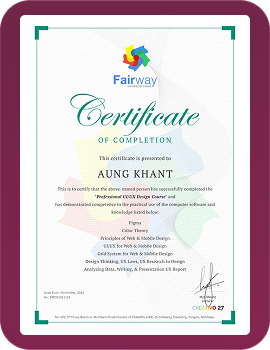 Fairway
Certificate
OF COMPLETION
This certificate is presented to
AUNG KHANT
This is to certify that the above-named person has successfully completed the
"Professional UI/UX Design Course" and
has demonstrated competence in the practical use of the computer software and
knowledge listed below.
Figma
Color Theory
Principles of Web & Mobile Design
UI/UX for Web & Mobile Design
Grid System for Web & Mobile Design
Design Thinking, UX Laws, UX Research to Design
Analyzing Data, Writing, & Presentation UX Report
CREATIVO 27